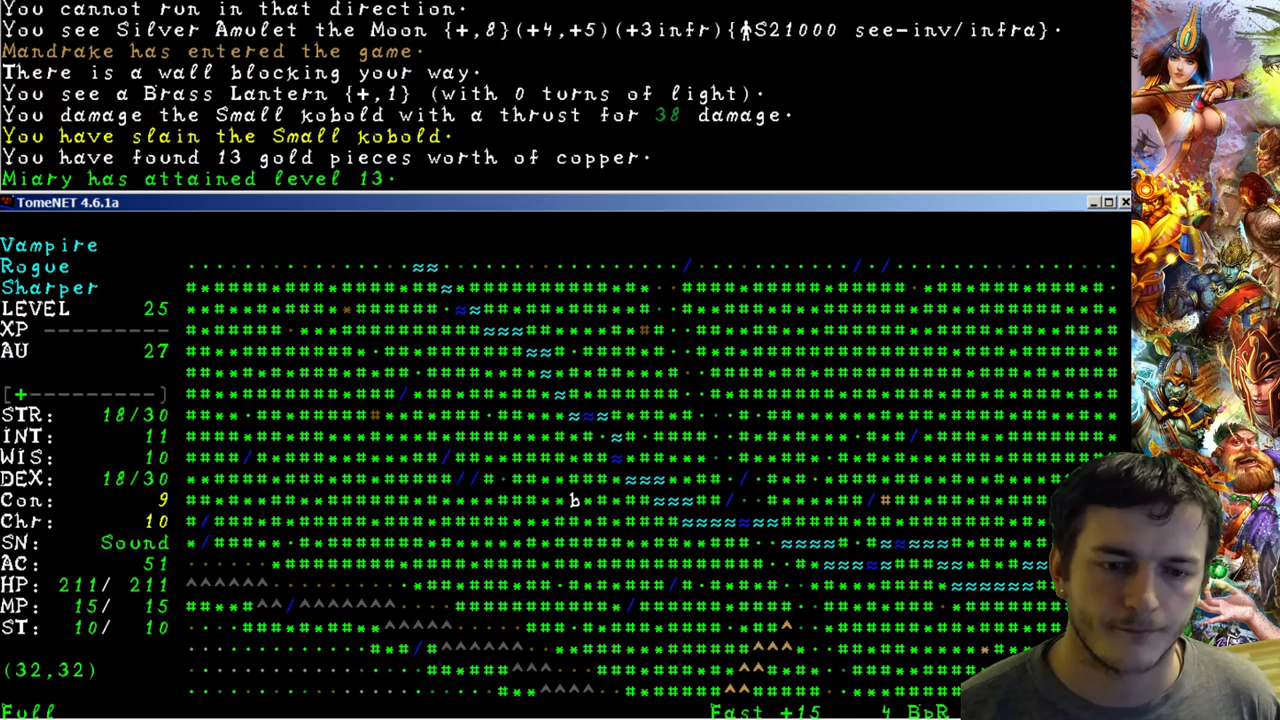 You cannot run in that direction.
You see Silver Amulet the Moon {+,8}(+4,+5)(+3infr){S21000 see-inv/infra}.
Mandrake has entered the game.
There is a wall blocking your way.
You see a Brass Lantern {+,1} (with 0 turns of light).
You damage the Small kobold with a thrust for 38 damage.
You have slain the Small kobold.
You have found 13 gold pieces worth of copper.
Miary has attained level 13.
TomeNET 4.6.1a
Vampire
Rogue
Sharper
LEVEL 25
XP ---------
AU 27
[+----------]
STR: 18/30
INT: 11
WIS: 10
DEX: 18/30
Con: 9
Chr: 10
SN: Sound
AC: 51
HP: 211/ 211
MP: 15/ 15
ST: 10/ 10
(32,32)
Full Fast +15 4 BpR